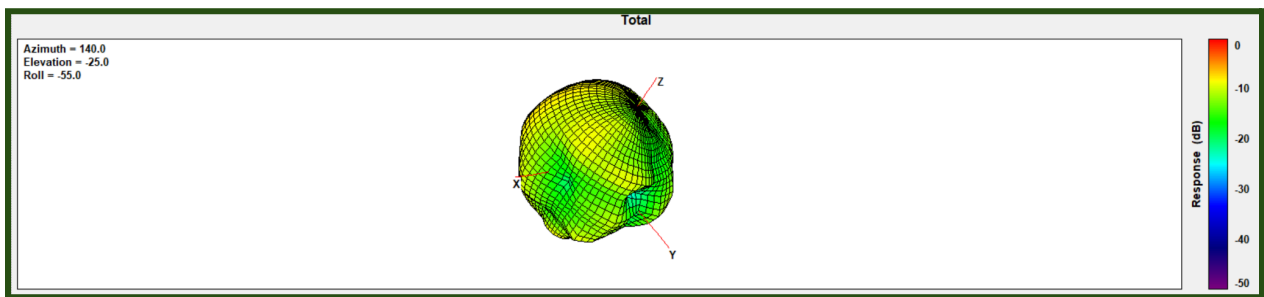 Total
Azimuth = 140.0
Elevation = -25.0
Roll = -55.0
Z
X
Y
0
-10
-20
-30
-40
-50
Response (dB)